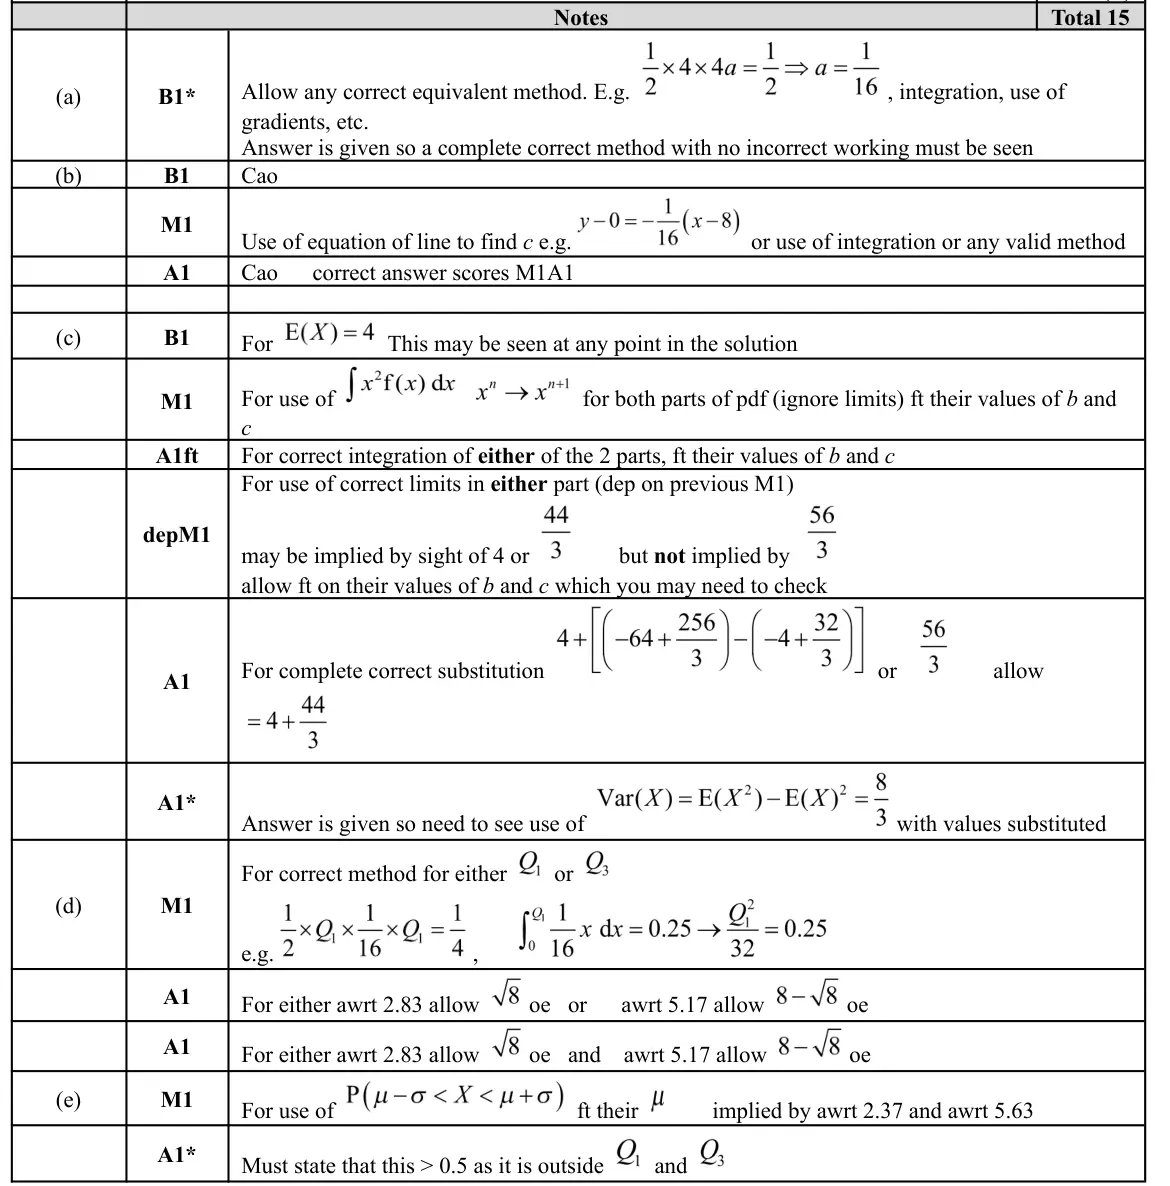 Notes Total 15
(a) B1* Allow any correct equivalent method. E.g. 1/2 × 4 × 4a = 1/2 ⇒ a = 1/16 , integration, use of
gradients, etc.
Answer is given so a complete correct method with no incorrect working must be seen
(b) B1 Cao
M1 Use of equation of line to find c e.g. y − 0 = −1/16 (x − 8) or use of integration or any valid method
A1 Cao correct answer scores M1A1
(c) B1 For E(X) = 4 This may be seen at any point in the solution
M1 For use of ∫ x²f(x) dx xⁿ → xⁿ⁺¹ for both parts of pdf (ignore limits) ft their values of b and
c
A1ft For correct integration of either of the 2 parts, ft their values of b and c
For use of correct limits in either part (dep on previous M1)
depM1 may be implied by sight of 4 or 44/3 but not implied by 56/3
allow ft on their values of b and c which you may need to check
A1 For complete correct substitution 4 + [(−64 + 256/3) − (−4 + 32/3)] or 56/3 allow
= 4 + 44/3
A1* Answer is given so need to see use of Var(X) = E(X²) − E(X)² = 8/3 with values substituted
(d) M1 For correct method for either Q₁ or Q₃
e.g. 1/2 × Q₁ × 1/16 × Q₁ = 1/4 , ∫₀^Q₁ 1/16 x dx = 0.25 → Q₁²/32 = 0.25
A1 For either awrt 2.83 allow √8 oe or awrt 5.17 allow 8 − √8 oe
A1 For either awrt 2.83 allow √8 oe and awrt 5.17 allow 8 − √8 oe
(e) M1 For use of P(μ − σ < X < μ + σ) ft their μ implied by awrt 2.37 and awrt 5.63
A1* Must state that this > 0.5 as it is outside Q₁ and Q₃